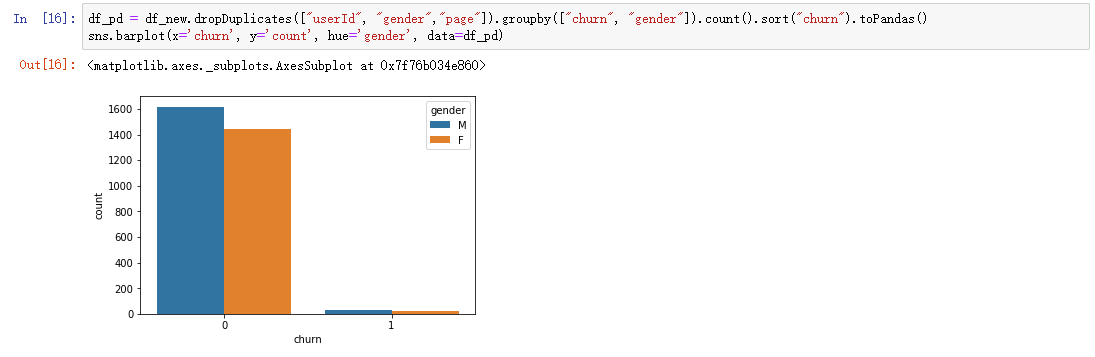 In [16]: df_pd = df_new.dropDuplicates(["userId", "gender","page"]).groupby(["churn", "gender"]).count().sort("churn").toPandas()
sns.barplot(x='churn', y='count', hue='gender', data=df_pd)
Out[16]: <matplotlib.axes._subplots.AxesSubplot at 0x7f76b034e860>
gender
M
F
1600
1400
1200
1000
800
600
400
200
0
count
0 1
churn